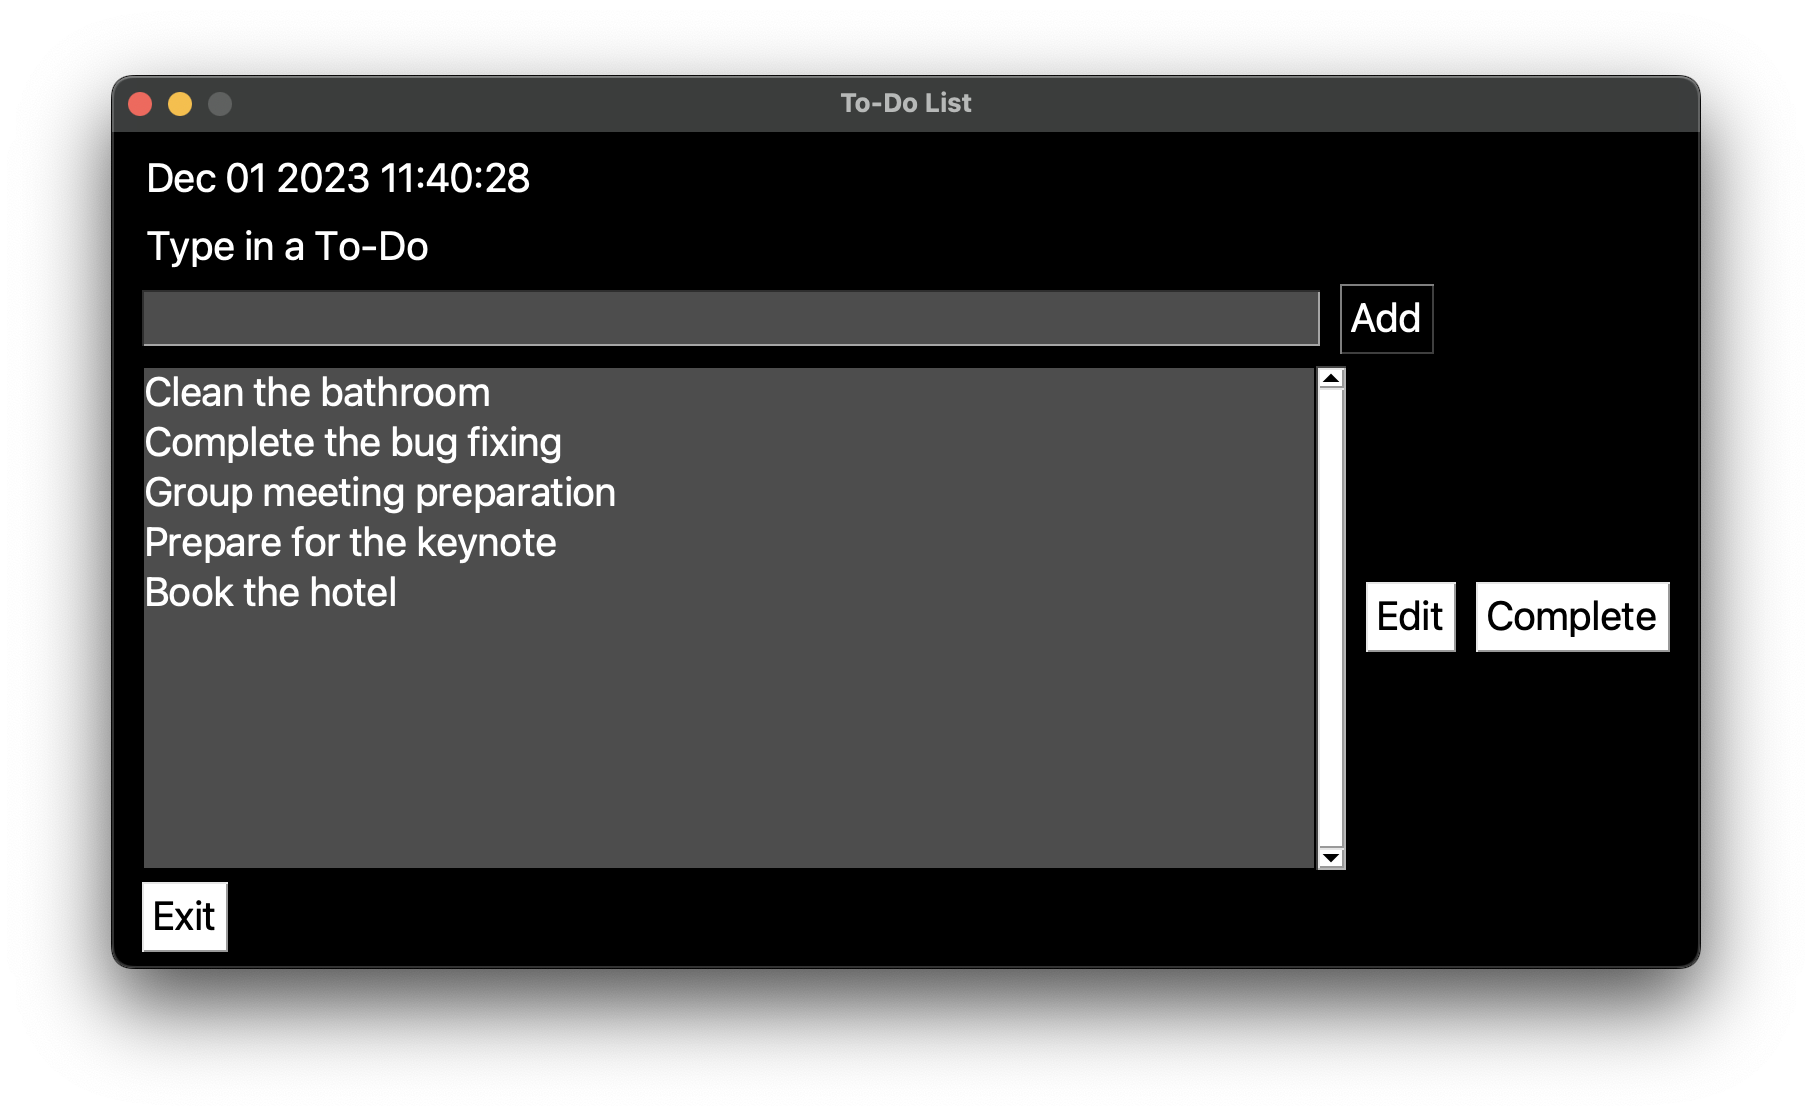 To-Do List
Dec 01 2023 11:40:28
Type in a To-Do
Add
Clean the bathroom
Complete the bug fixing
Group meeting preparation
Prepare for the keynote
Book the hotel
Edit Complete
Exit